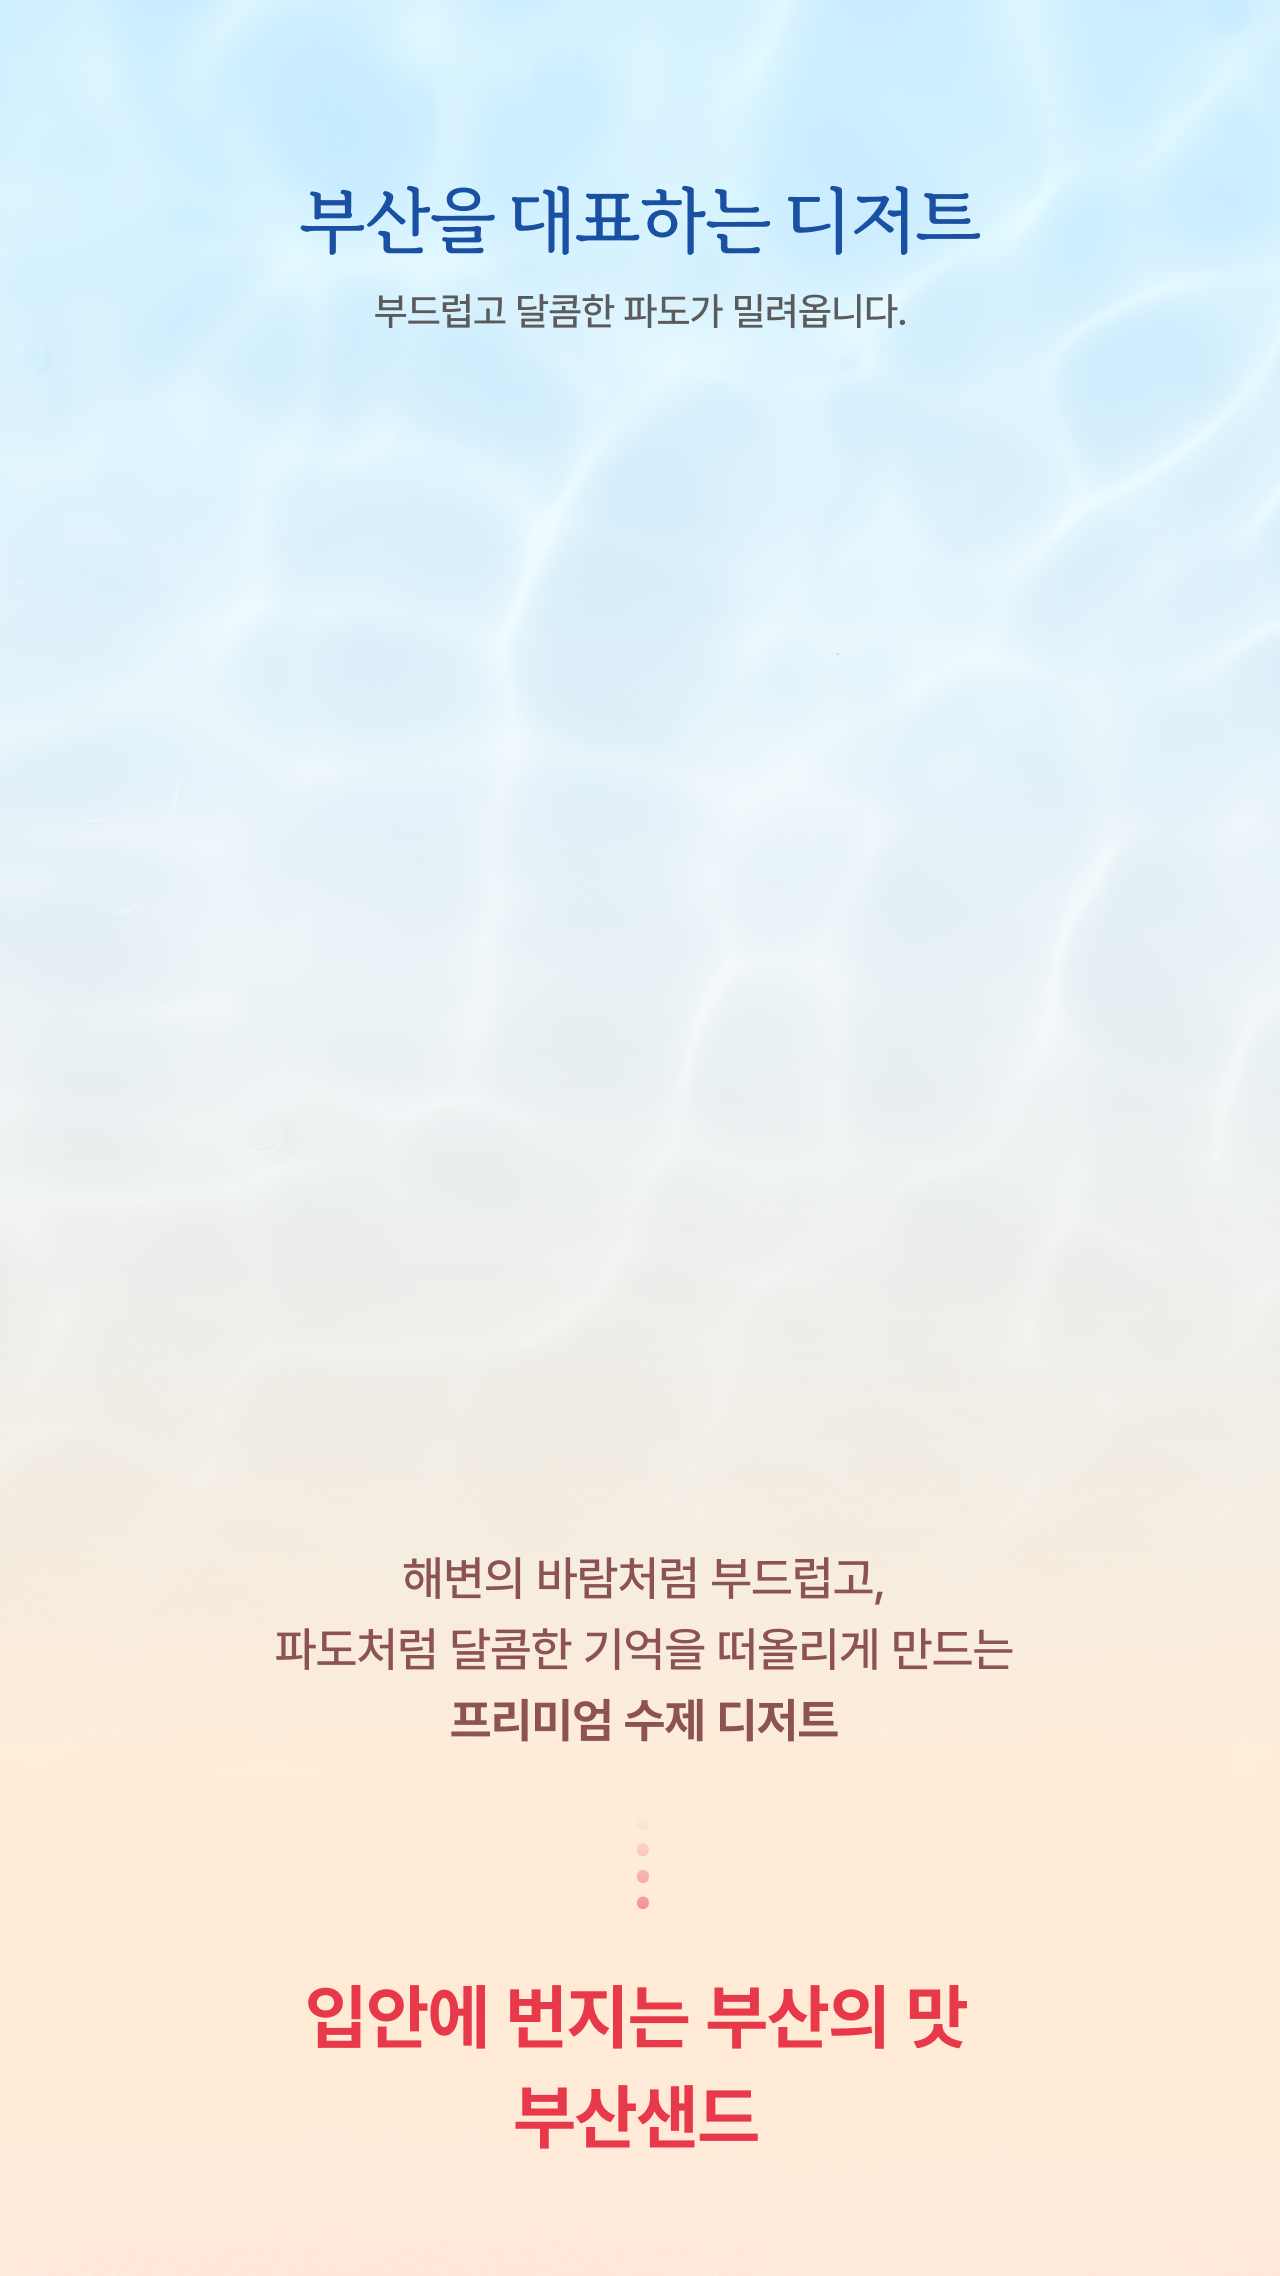 부산을 대표하는 디저트
부드럽고 달콤한 파도가 밀려옵니다.
해변의 바람처럼 부드럽고,
파도처럼 달콤한 기억을 떠올리게 만드는
프리미엄 수제 디저트
입안에 번지는 부산의 맛
부산샌드